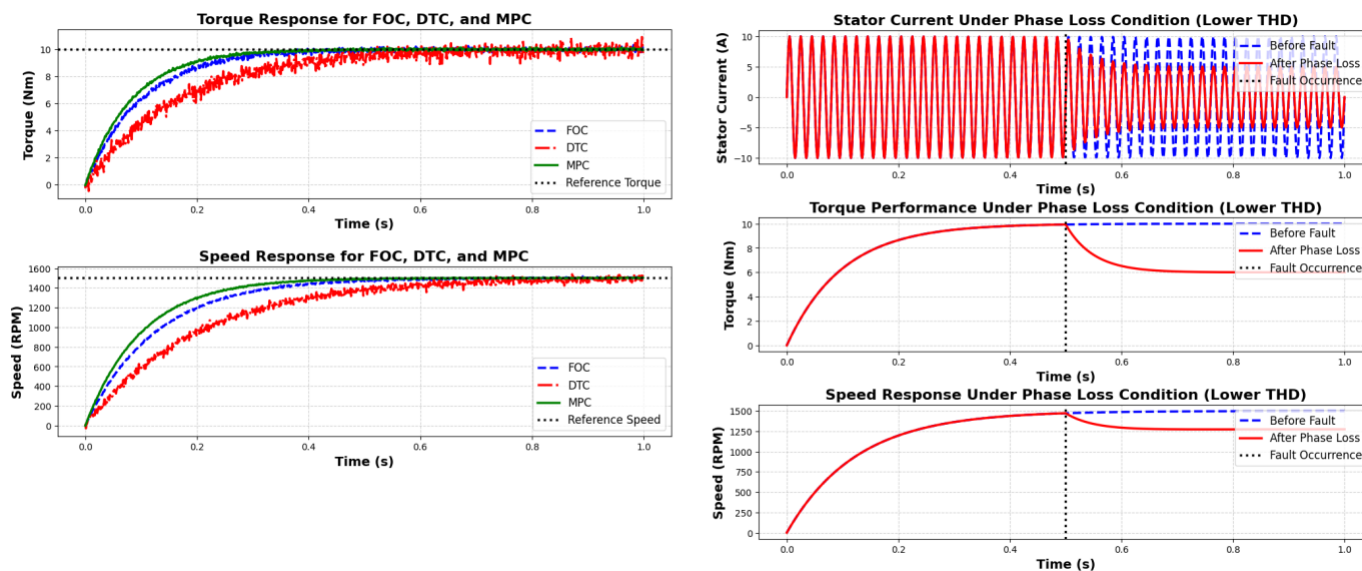 Torque Response for FOC, DTC, and MPC
Torque (Nm)
10
8
6
4
2
0
FOC
DTC
MPC
Reference Torque
0.0 0.2 0.4 0.6 0.8 1.0
Time (s)
Speed Response for FOC, DTC, and MPC
Speed (RPM)
1600
1400
1200
1000
800
600
400
200
0
FOC
DTC
MPC
Reference Speed
0.0 0.2 0.4 0.6 0.8 1.0
Time (s)
Stator Current Under Phase Loss Condition (Lower THD)
Stator Current (A)
10
5
0
−5
−10
Before Fault
After Phase Loss
Fault Occurrence
0.0 0.2 0.4 0.6 0.8 1.0
Time (s)
Torque Performance Under Phase Loss Condition (Lower THD)
Torque (Nm)
10
8
6
4
2
0
Before Fault
After Phase Loss
Fault Occurrence
0.0 0.2 0.4 0.6 0.8 1.0
Time (s)
Speed Response Under Phase Loss Condition (Lower THD)
Speed (RPM)
1500
1250
1000
750
500
250
0
Before Fault
After Phase Loss
Fault Occurrence
0.0 0.2 0.4 0.6 0.8 1.0
Time (s)